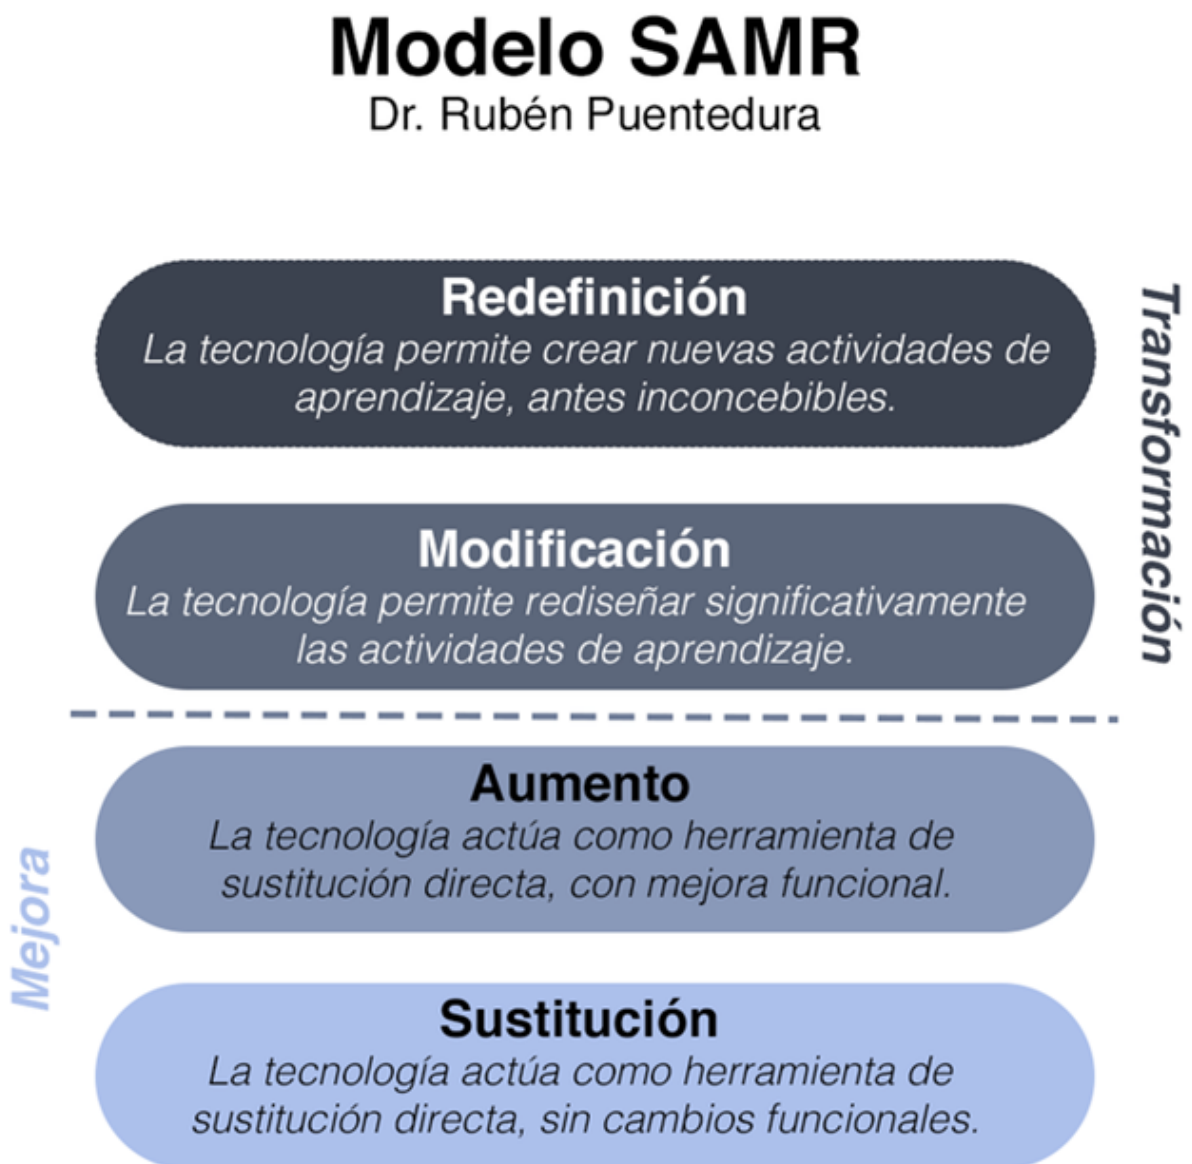 Modelo SAMR
Dr. Rubén Puentedura
Redefinición
La tecnología permite crear nuevas actividades de
aprendizaje, antes inconcebibles.
Modificación
La tecnología permite rediseñar significativamente
las actividades de aprendizaje.
Transformación
Aumento
La tecnología actúa como herramienta de
sustitución directa, con mejora funcional.
Sustitución
La tecnología actúa como herramienta de
sustitución directa, sin cambios funcionales.
Mejora